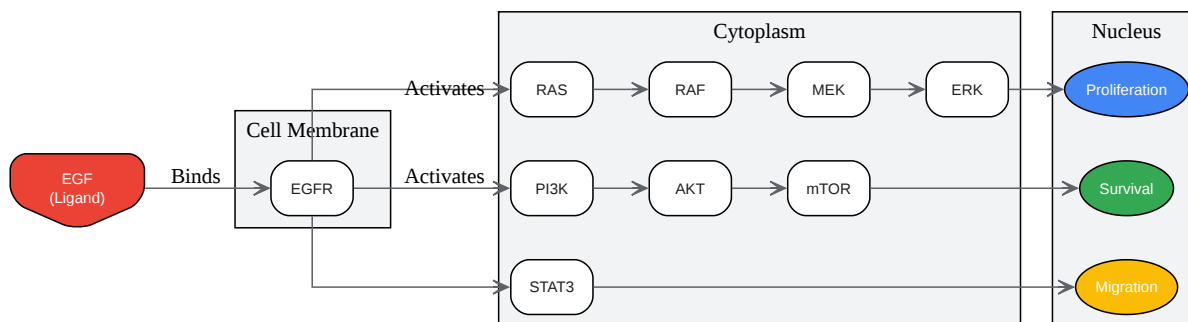 Cytoplasm
Nucleus
Activates
RAS
RAF
MEK
ERK
Proliferation
Cell Membrane
EGF
(Ligand)
Binds
EGFR
Activates
PI3K
AKT
mTOR
Survival
STAT3
Migration